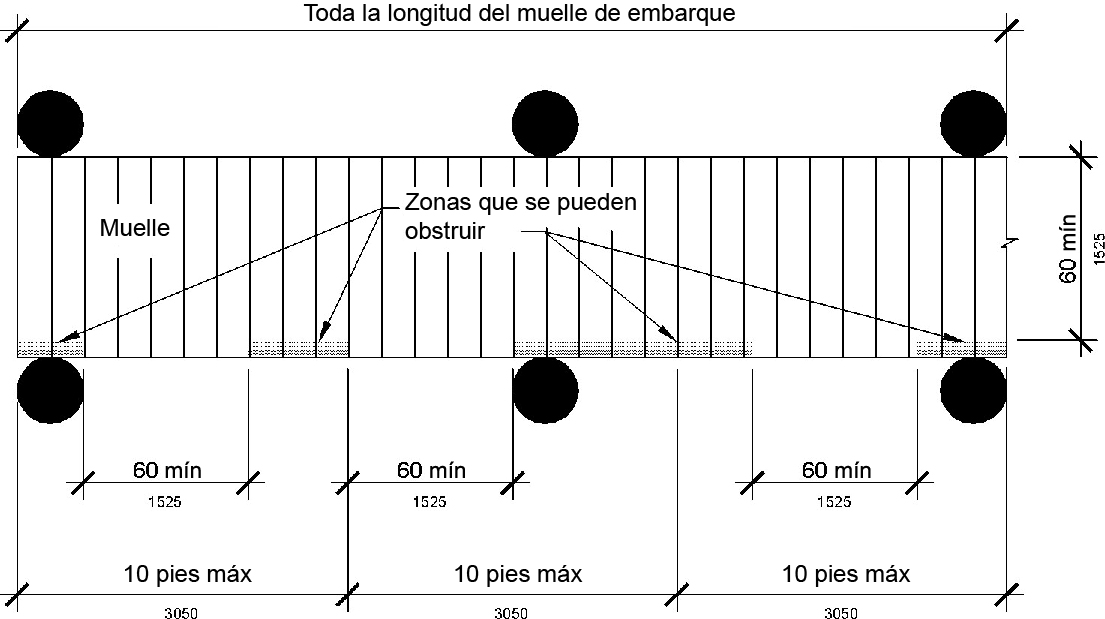 Toda la longitud del muelle de embarque
Muelle
Zonas que se pueden
obstruir
60 mín
1525
60 mín
1525
60 mín
1525
60 mín
1525
10 pies máx
3050
10 pies máx
3050
10 pies máx
3050